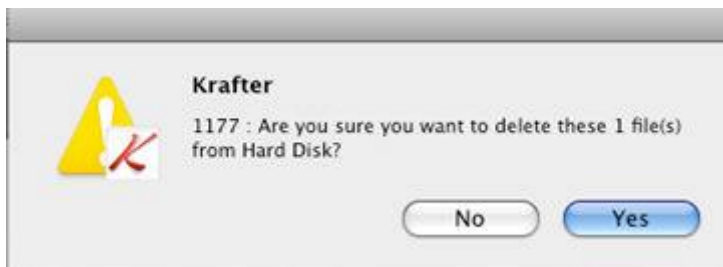 Krafter
1177 : Are you sure you want to delete these 1 file(s)
from Hard Disk?
No Yes